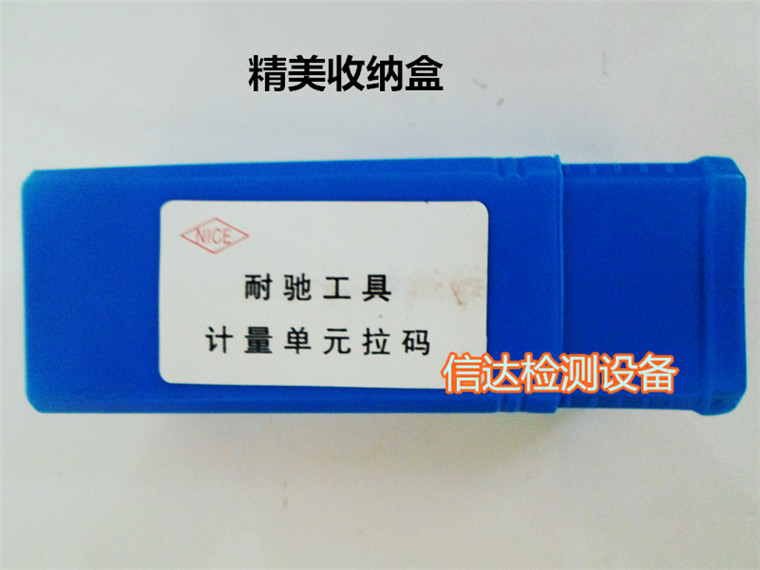 精美收纳盒
NICE
耐驰工具
计量单元拉码
信达检测设备